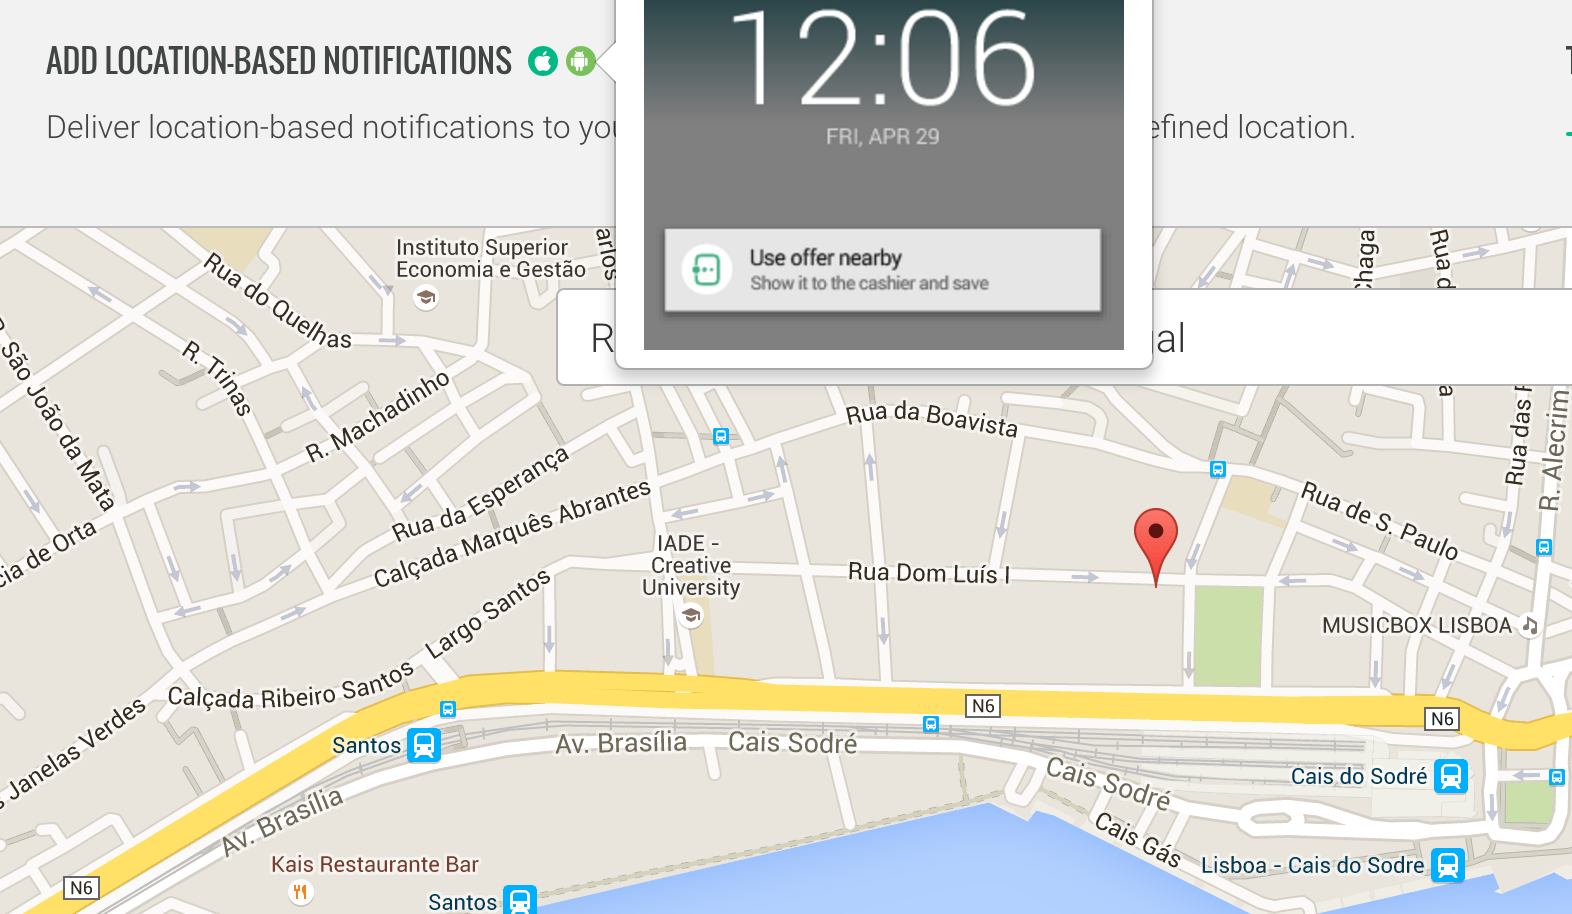 ADD LOCATION-BASED NOTIFICATIONS
Deliver location-based notifications to
efined location.
12:06
FRI, APR 29
Use offer nearby
Show it to the cashier and save
Instituto Superior
Economia e Gestão
Rua do Quelhas
R. Trinas
R. Machadinho
São João da Mata
Rua da Esperança
Calçada Marquês Abrantes
Rua da Boavista
Rua de S. Paulo
Rua das
R. Alecrim
Rua d
IADE -
Creative
University
Rua Dom Luís I
Largo Santos
MUSICBOX LISBOA
Calçada Ribeiro Santos
Janelas Verdes
de Orta
N6
N6
N6
Santos
Av. Brasília
Cais Sodré
Cais Sodré
Cais do Sodré
Av. Brasília
Cais Gás
Kais Restaurante Bar
Lisboa - Cais do Sodre
Santos